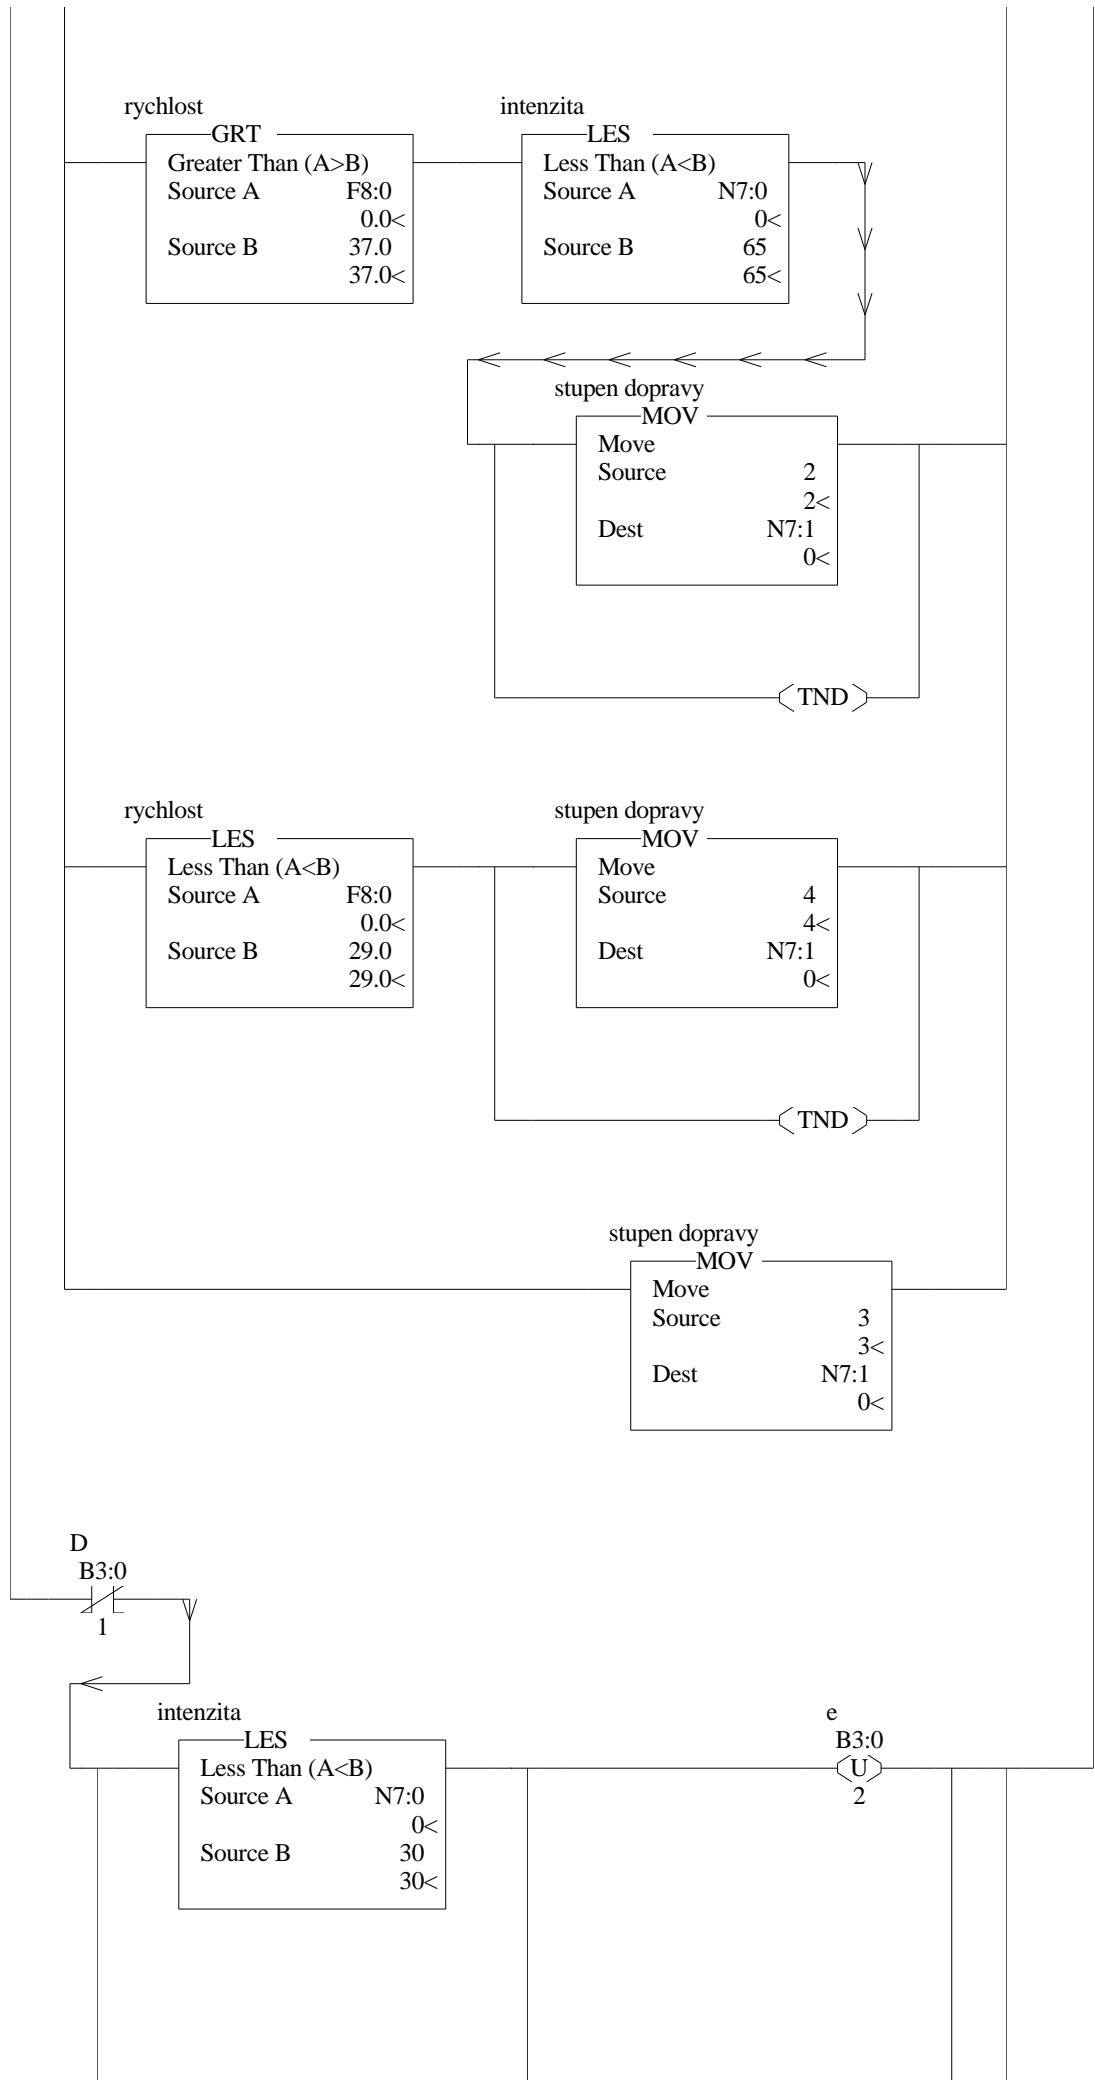 rychlost intenzita
GRT LES
Greater Than (A>B) Less Than (A<B)
Source A F8:0 Source A N7:0
0.0< 0<
Source B 37.0 Source B 65
37.0< 65<
stupen dopravy
MOV
Move
Source 2
2<
Dest N7:1
0<
TND
rychlost stupen dopravy
LES MOV
Less Than (A<B) Move
Source A F8:0 Source 4
0.0< 4<
Source B 29.0 Dest N7:1
29.0< 0<
TND
stupen dopravy
MOV
Move
Source 3
3<
Dest N7:1
0<
D
B3:0
1
intenzita e
LES B3:0
Less Than (A<B) U
Source A N7:0 2
0<
Source B 30
30<